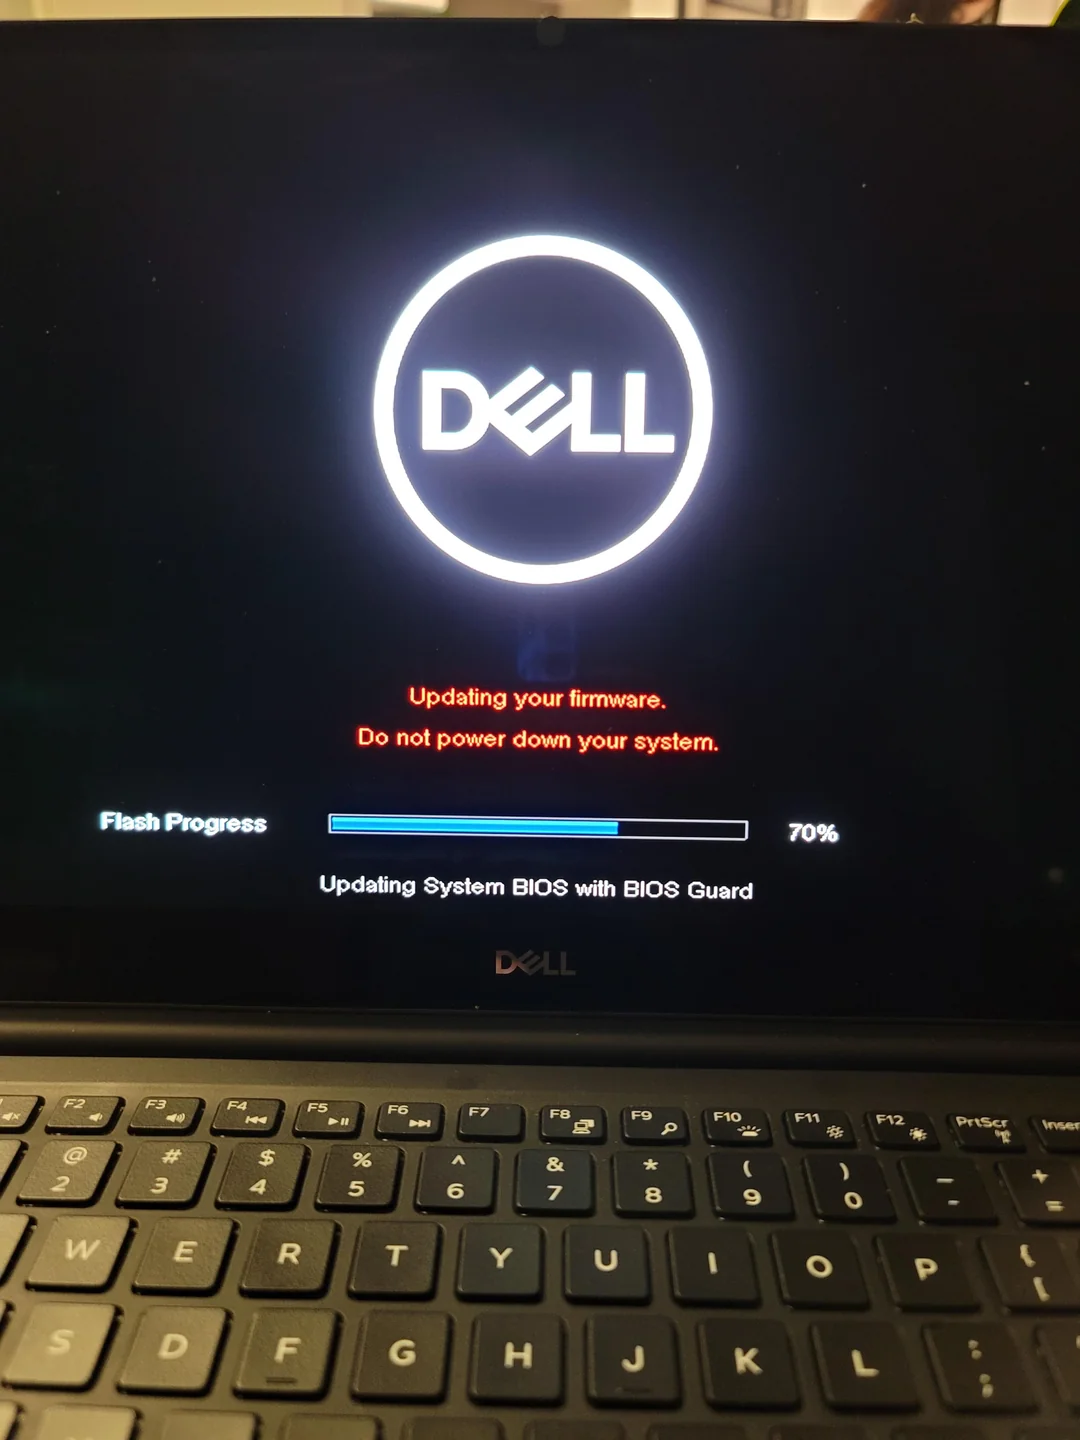 DELL
Updating your firmware.
Do not power down your system.
Flash Progress 70%
Updating System BIOS with BIOS Guard
DELL
F2 F3 F4 F5 F6 F7 F8 F9 F10 F11 F12 PrtScr
@ # $ % ^ & * ( ) _ +
2 3 4 5 6 7 8 9 0 - =
W E R T Y U I O P { [
S D F G H J K L : ;